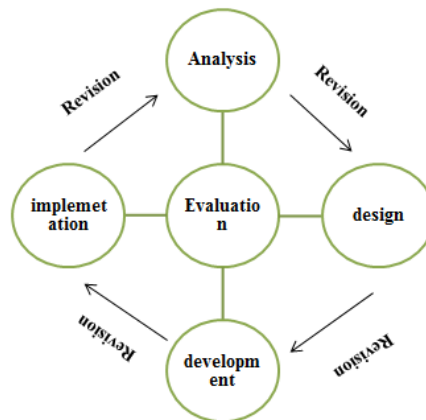 Analysis
Revision
Revision
implemet
ation
Evaluatio
n
design
Revision
Revision
developm
ent